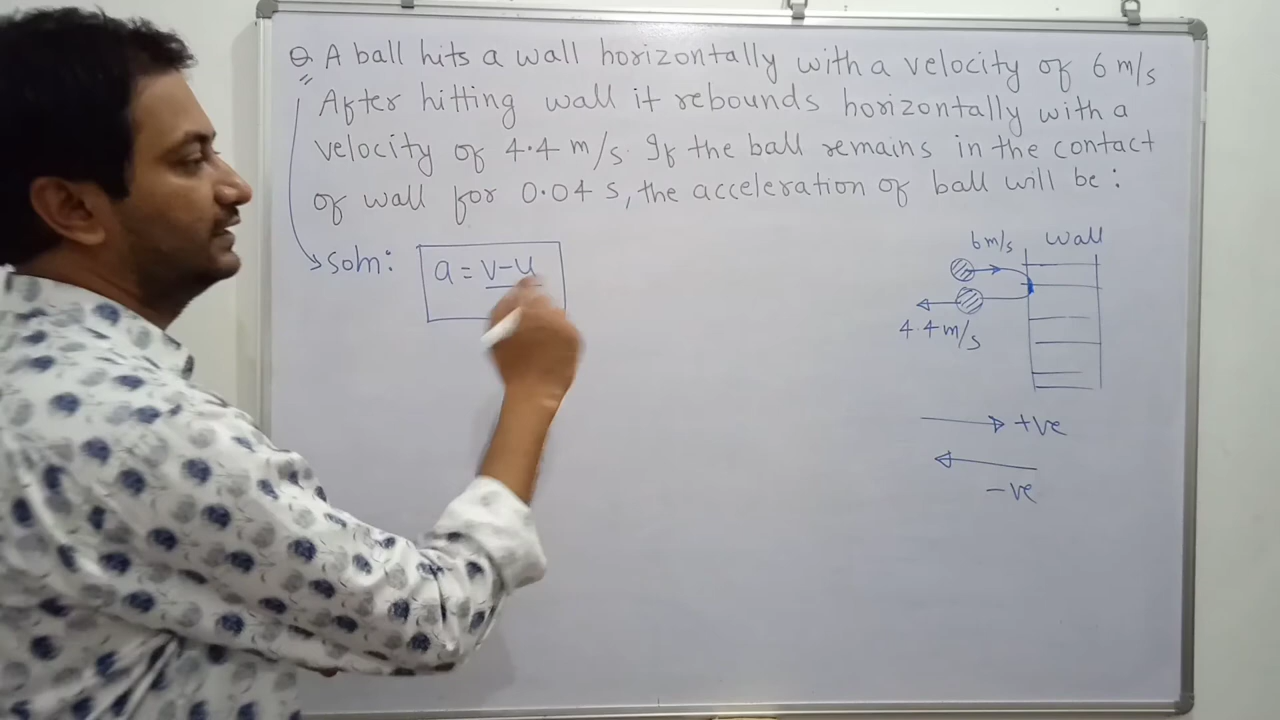 Q A ball hits a wall horizontally with a velocity of 6 m/s
After hitting wall it rebounds horizontally with a
velocity of 4.4 m/s. If the ball remains in the contact
of wall for 0.04 s, the acceleration of ball will be:
Soln: a = v-u
6m/s wall
4.4 m/s
+ve
-ve